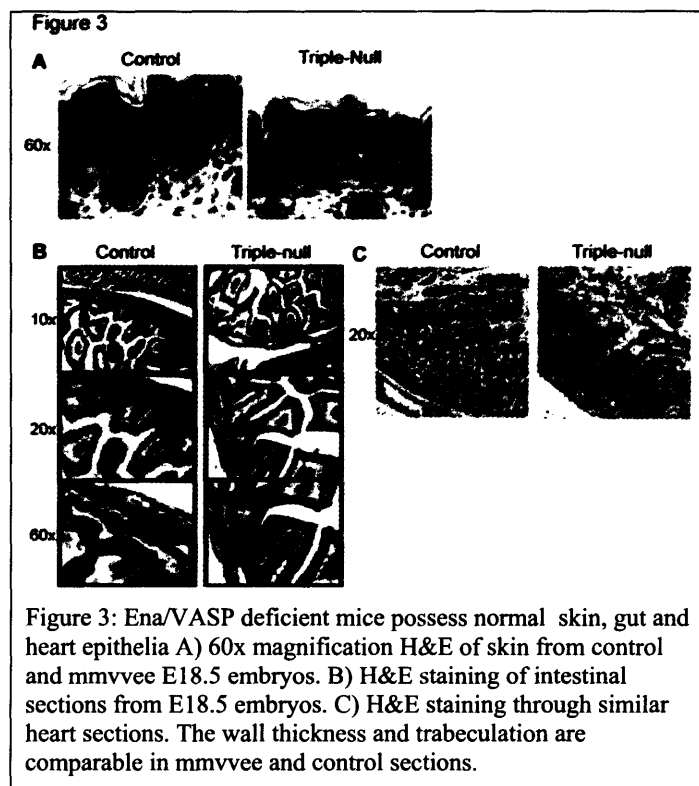 Figure 3
A Control Triple-Null
60x
B Control Triple-null C Control Triple-null
10x
20x
20x
60x
Figure 3: Ena/VASP deficient mice possess normal skin, gut and
heart epithelia A) 60x magnification H&E of skin from control
and mmvvee E18.5 embryos. B) H&E staining of intestinal
sections from E18.5 embryos. C) H&E staining through similar
heart sections. The wall thickness and trabeculation are
comparable in mmvvee and control sections.